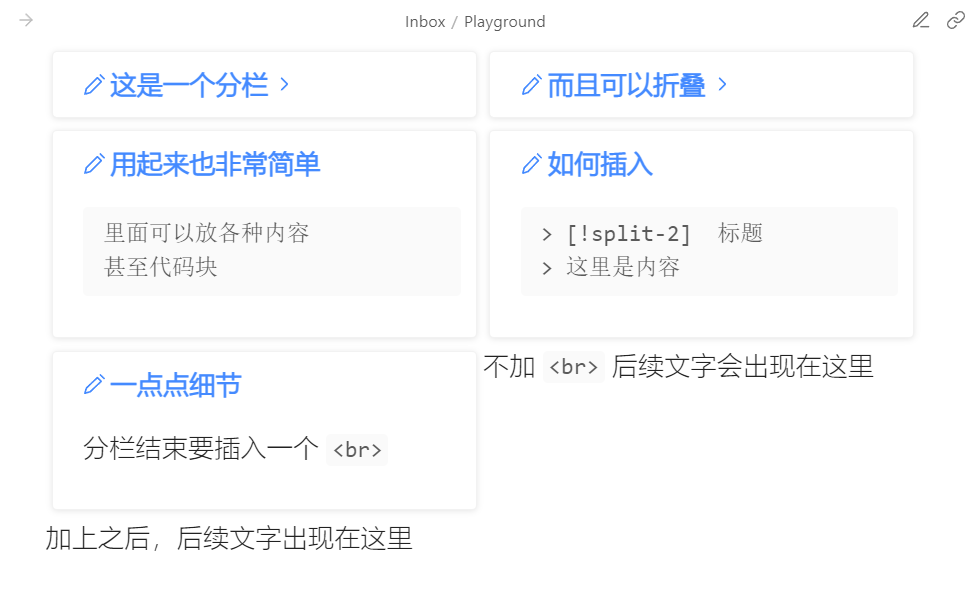 Inbox / Playground
这是一个分栏
而且可以折叠
用起来也非常简单
里面可以放各种内容
甚至代码块
如何插入
> [!split-2]  标题
> 这里是内容
一点点细节
分栏结束要插入一个 <br>
不加 <br> 后续文字会出现在这里
加上之后，后续文字出现在这里